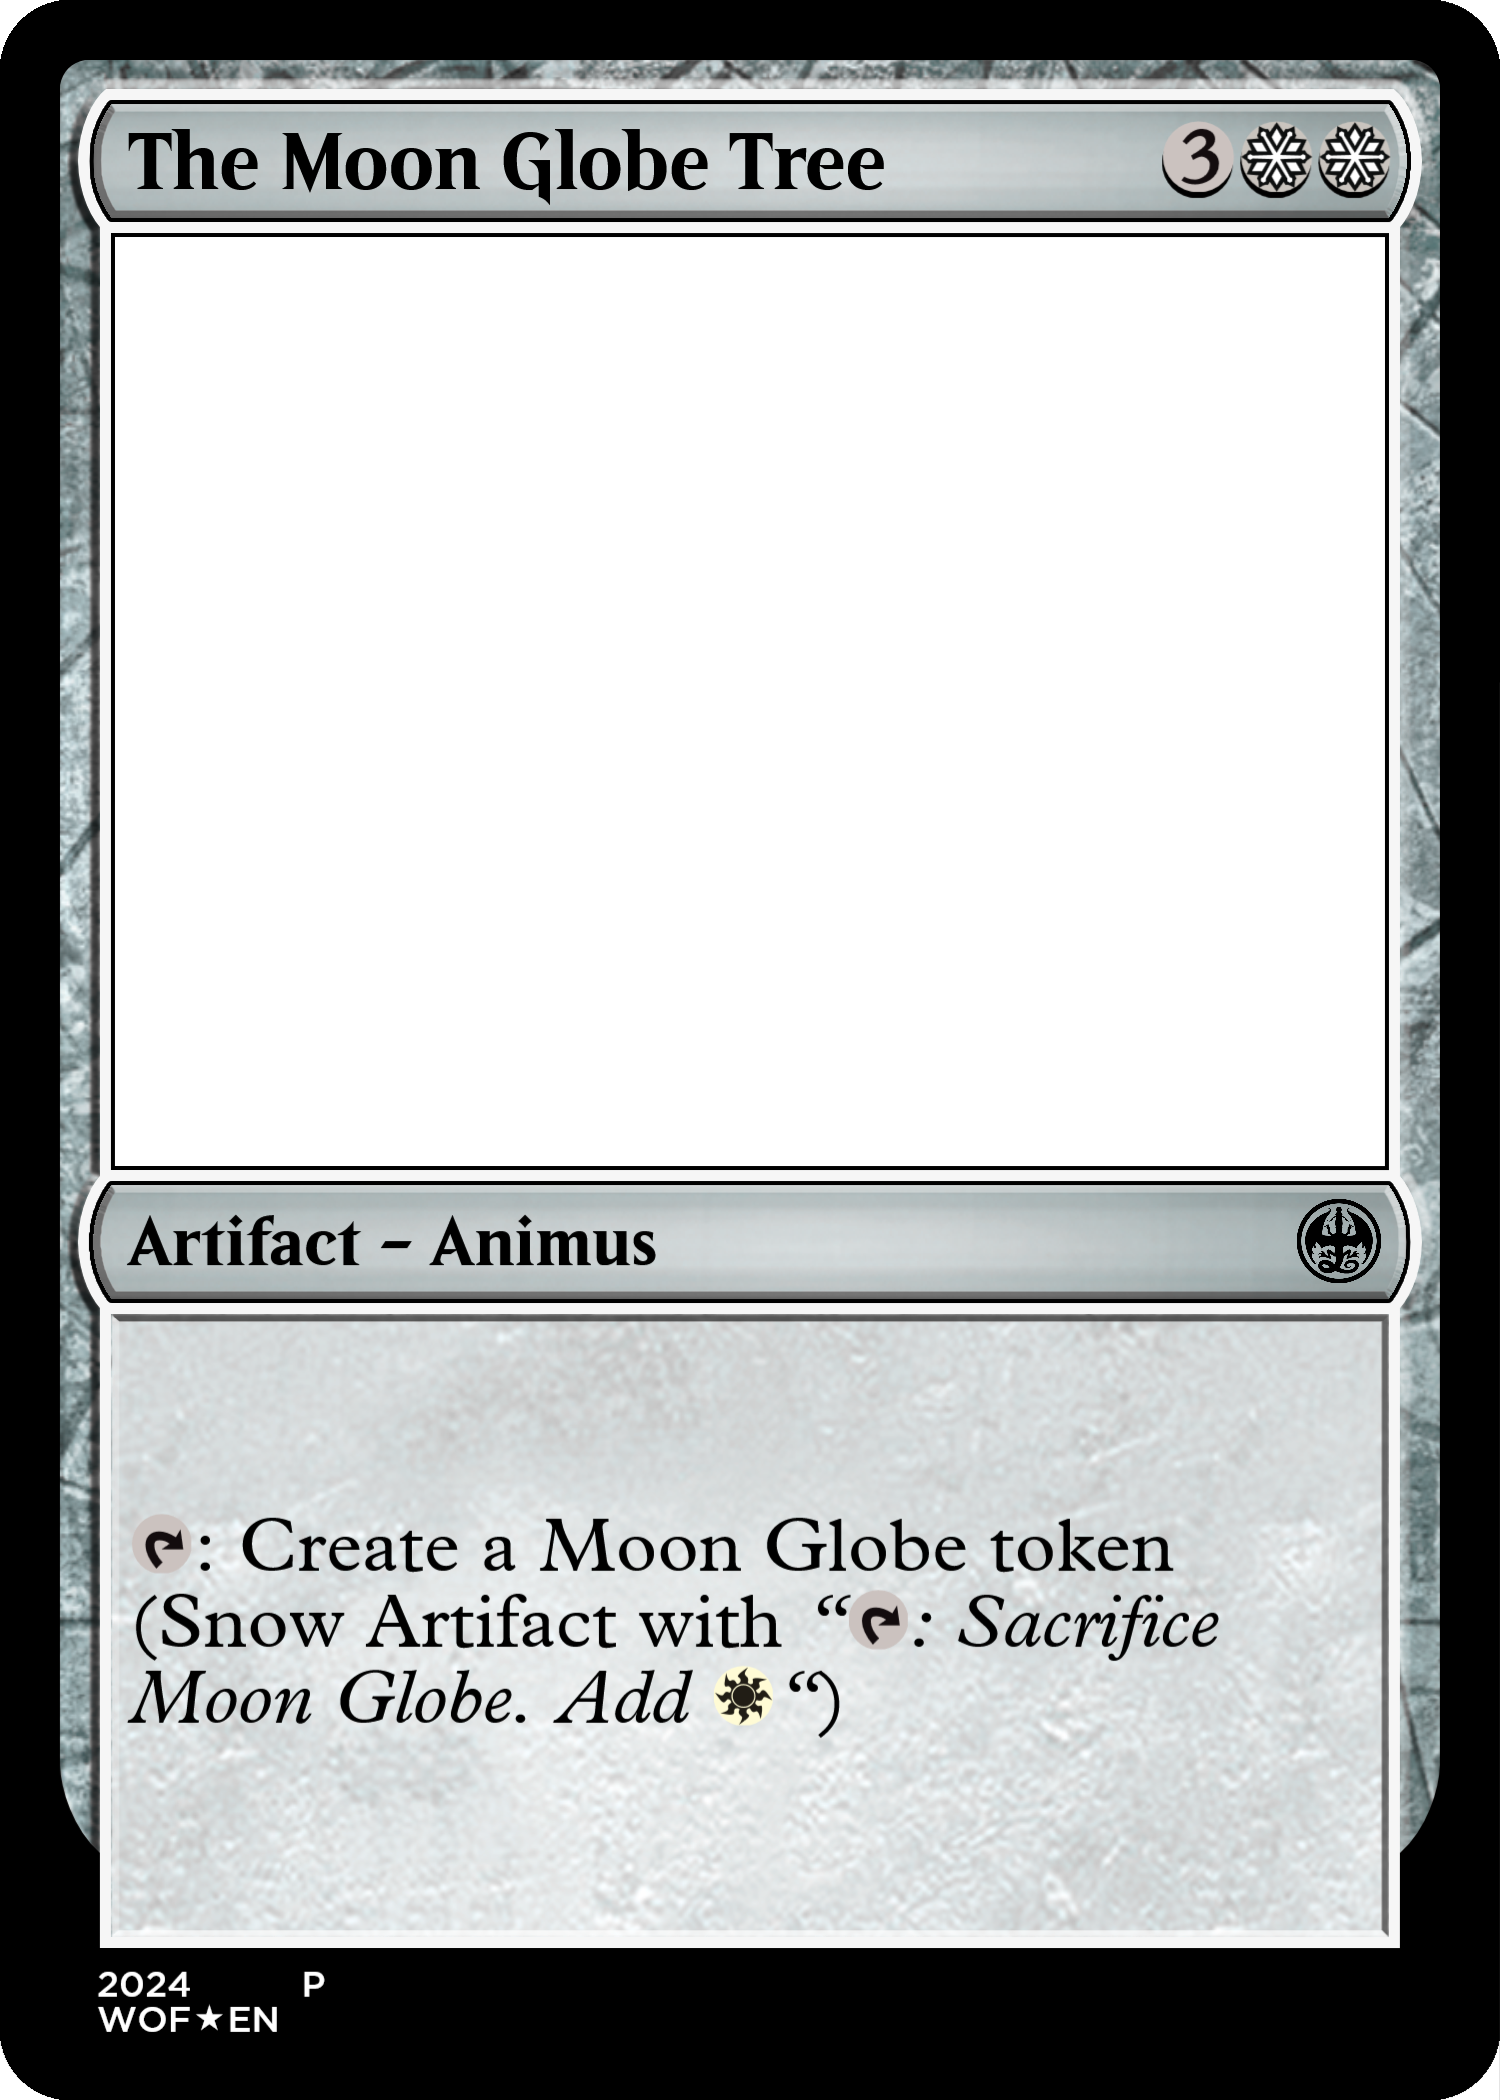 The Moon Globe Tree 3
Artifact – Animus
: Create a Moon Globe token
(Snow Artifact with “: Sacrifice
Moon Globe. Add “)
2024 P
WOF★EN